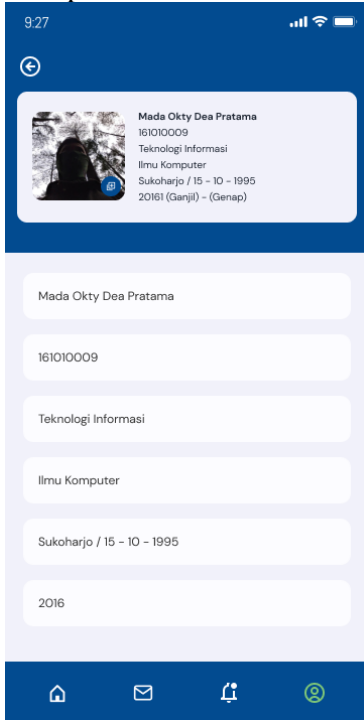 9:27
Mada Okty Dea Pratama
161010009
Teknologi Informasi
Ilmu Komputer
Sukoharjo / 15 - 10 - 1995
20161 (Ganjil) - (Genap)
Mada Okty Dea Pratama
161010009
Teknologi Informasi
Ilmu Komputer
Sukoharjo / 15 - 10 - 1995
2016